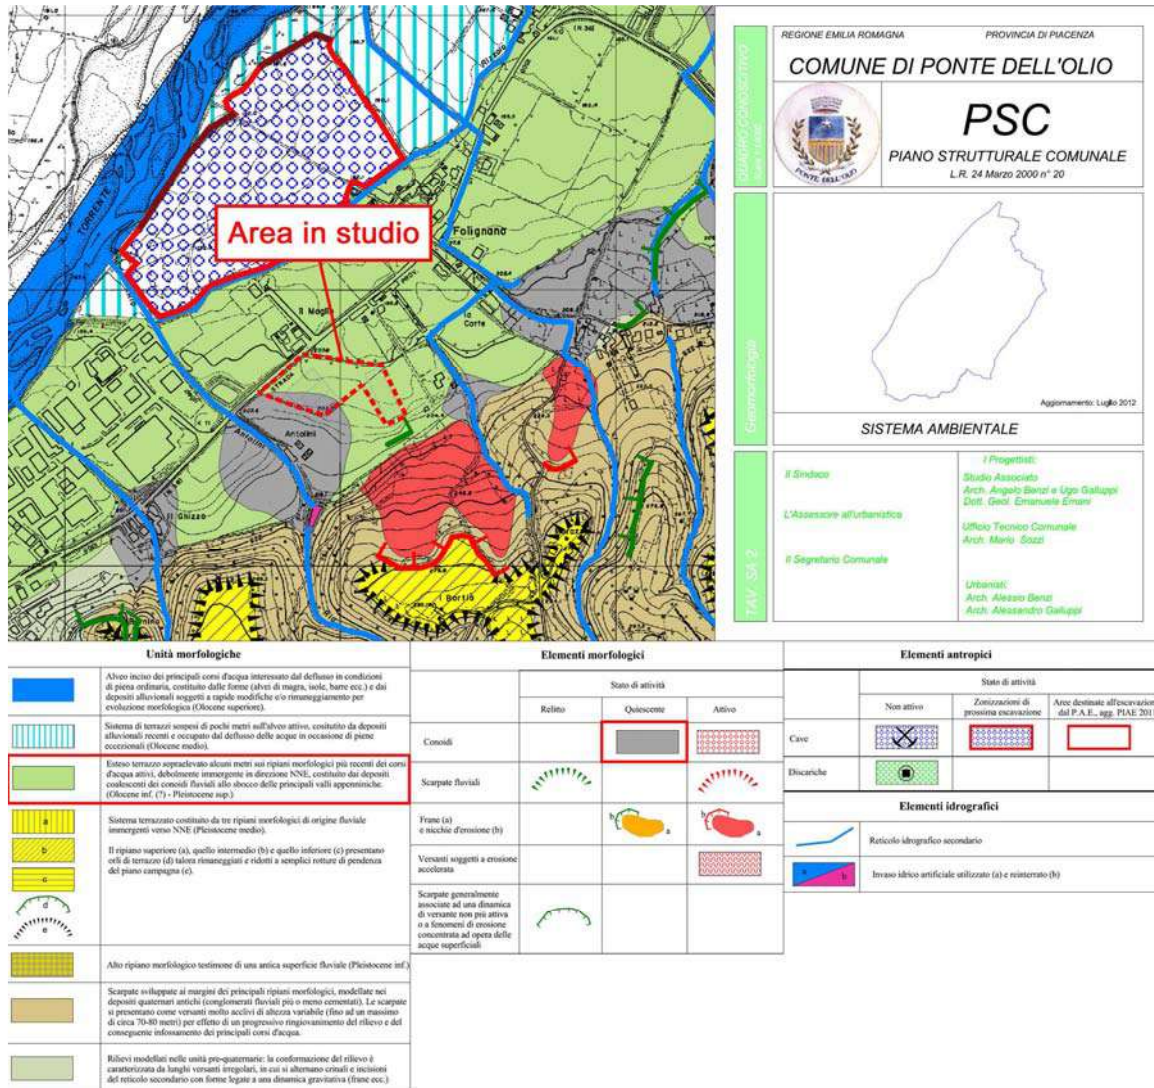 TORRENTE
Rizzolo
Area in studio
Folignano
Il Maglio
la Corte
STRADA
PROV.
Antolini
Antolini
Il Ghizzo
I Bortia
QUADRO CONOSCITIVO
REGIONE EMILIA ROMAGNA
PROVINCIA DI PIACENZA
COMUNE DI PONTE DELL'OLIO
PONTE DELL'OLIO
PSC
PIANO STRUTTURALE COMUNALE
L.R. 24 Marzo 2000 n° 20
Geomorfologia
Aggiornamento: Luglio 2012
SISTEMA AMBIENTALE
TAV. SA 2
Il Sindaco
L'Assessore all'urbanistica
Il Segretario Comunale
I Progettisti:
Studio Associato
Arch. Angelo Benzi e Ugo Galluppi
Dott. Geol. Emanuele Emani
Ufficio Tecnico Comunale
Arch. Mario Sozzi
Urbanisti:
Arch. Alessio Benzi
Arch. Alessandro Galluppi
Unità morfologiche
Alveo inciso dei principali corsi d'acqua interessato dal deflusso in condizioni
di piena ordinaria, costituito dalle forme (alvei di magra, isole, barre ecc.) e dai
depositi alluvionali soggetti a rapide modifiche e/o rimaneggiamento per
evoluzione morfologica (Olocene superiore).
Sistema di terrazzi sospesi di pochi metri sull'alveo attivo, costituito da depositi
alluvionali recenti e occupato dal deflusso delle acque in occasione di piene
eccezionali (Olocene medio).
Esteso terrazzo sopraelevato alcuni metri sui ripiani morfologici più recenti dei corsi
d'acqua attivi, debolmente immergente in direzione NNE, costituito dai depositi
coalescenti dei conoidi fluviali allo sbocco delle principali valli appenniniche.
(Olocene inf. (?) - Pleistocene sup.)
a
b
c
d
e
Sistema terrazzato costituito da tre ripiani morfologici di origine fluviale
immergenti verso NNE (Pleistocene medio).
Il ripiano superiore (a), quello intermedio (b) e quello inferiore (c) presentano
orli di terrazzo (d) talora rimaneggiati e ridotti a semplici rotture di pendenza
del piano campagna (e).
Alto ripiano morfologico testimone di una antica superficie fluviale (Pleistocene inf.)
Scarpate sviluppate ai margini dei principali ripiani morfologici, modellate nei
depositi quaternari antichi (conglomerati fluviali più o meno cementati). Le scarpate
si presentano come versanti molto acclivi di altezza variabile (fino ad un massimo
di circa 70-80 metri) per effetto di un progressivo ringiovanimento del rilievo e del
conseguente infossamento dei principali corsi d'acqua.
Rilievi modellati nelle unità pre-quaternarie: la conformazione del rilievo è
caratterizzata da lunghi versanti irregolari, in cui si alternano crinali e incisioni
del reticolo secondario con forme legate a una dinamica gravitativa (frane ecc.)
Elementi morfologici
Stato di attività
Relitto
Quiescente
Attivo
Conoidi
Scarpate fluviali
Frane (a)
e nicchie d'erosione (b)
b
a
b
a
Versanti soggetti a erosione
accelerata
Scarpate generalmente
associate ad una dinamica
di versante non più attiva
o a fenomeni di erosione
concentrata ad opera delle
acque superficiali
Elementi antropici
Stato di attività
Non attivo
Zonizzazioni di
prossima escavazione
Aree destinate all'escavazione
dal P.A.E., agg. PIAE 2011
Cave
Discariche
Elementi idrografici
Reticolo idrografico secondario
a
b
Invaso idrico artificiale utilizzato (a) e reinterrato (b)